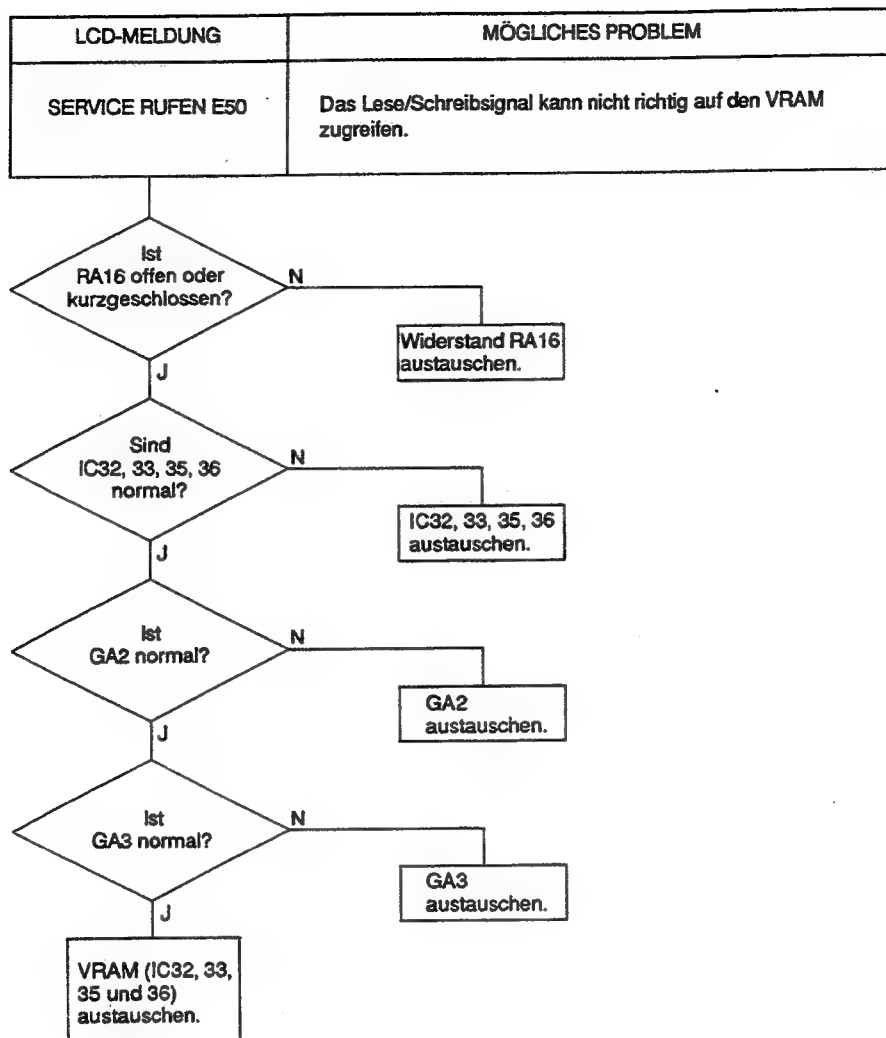 LCD-MELDUNG
MÖGLICHES PROBLEM
SERVICE RUFEN E50
Das Lese/Schreibsignal kann nicht richtig auf den VRAM
zugreifen.
Ist
RA16 offen oder
kurzgeschlossen?
N
Widerstand RA16
austauschen.
J
Sind
IC32, 33, 35, 36
normal?
N
IC32, 33, 35, 36
austauschen.
J
Ist
GA2 normal?
N
GA2
austauschen.
J
Ist
GA3 normal?
N
GA3
austauschen.
J
VRAM (IC32, 33,
35 und 36)
austauschen.